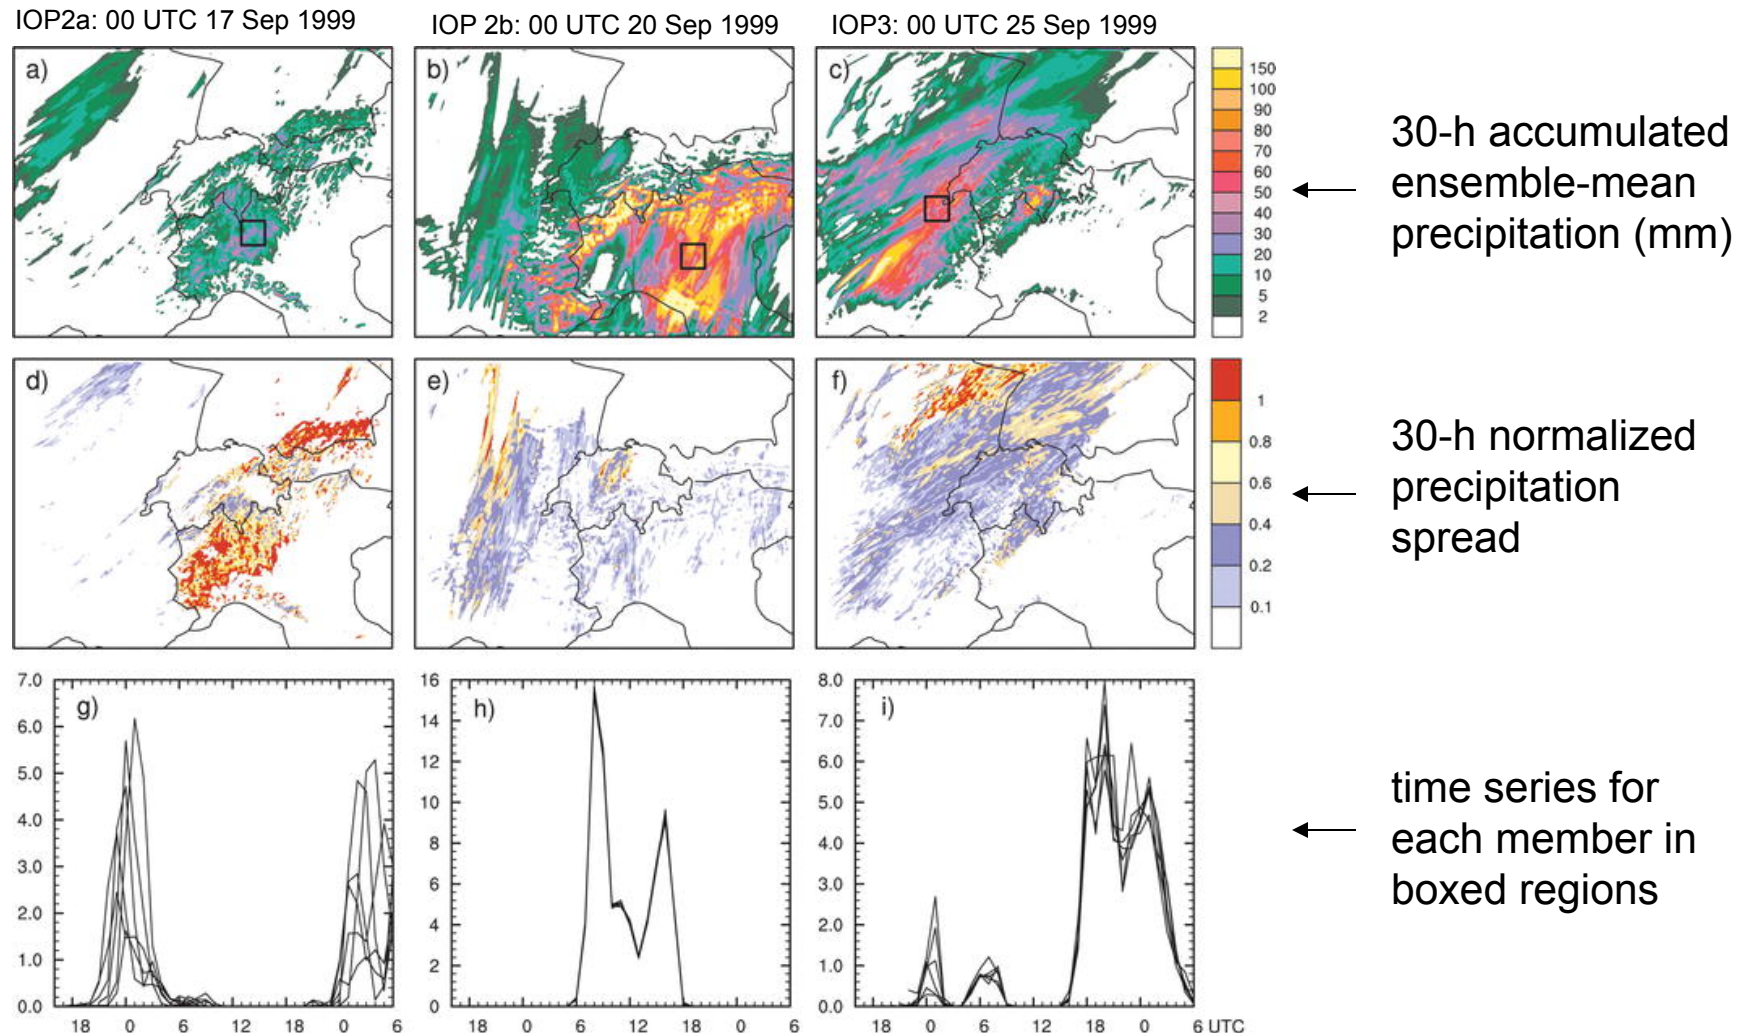 IOP2a: 00 UTC 17 Sep 1999
IOP 2b: 00 UTC 20 Sep 1999
IOP3: 00 UTC 25 Sep 1999
a)
b)
c)
150
100
90
80
70
60
50
40
30
20
10
5
2
30-h accumulated
ensemble-mean
precipitation (mm)
d)
e)
f)
1
0.8
0.6
0.4
0.2
0.1
30-h normalized
precipitation
spread
g)
7.0
6.0
5.0
4.0
3.0
2.0
1.0
0.0
18 0 6 12 18 0 6
h)
16
14
12
10
8
6
4
2
0
18 0 6 12 18 0 6
i)
8.0
7.0
6.0
5.0
4.0
3.0
2.0
1.0
0.0
18 0 6 12 18 0 6 UTC
time series for
each member in
boxed regions